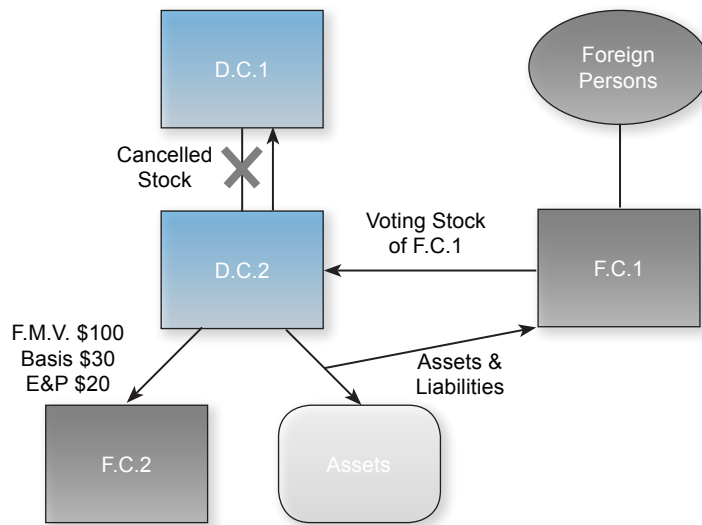 D.C.1
Foreign
Persons
Cancelled
Stock
Voting Stock
of F.C.1
D.C.2
F.C.1
F.M.V. $100
Basis $30
E&P $20
Assets &
Liabilities
F.C.2
Assets